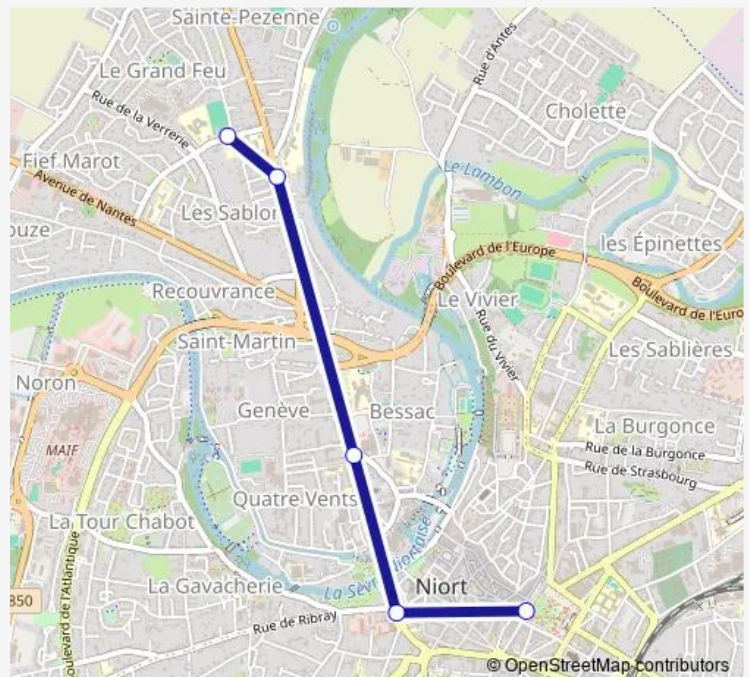 Sainte-Pezenne
Le Grand Feu
Rue d'Antes
Cholette
Rue de la Verrerie
Fief Marot
Le Lambon
Avenue de Nantes
Les Sablor
ouze
les Épinettes
Boulevard de l'Europe
Recouvrance
Le Vivier
Boulevard de l'Euro
Saint-Martin
Rue du Vivier
Les Sablières
Noron
Genève
Bessac
La Burgonce
MAIF
Rue de la Burgonce
Rue de Strasbourg
Quatre Vents
La Tour Chabot
La Sèvre Niortaise
La Gavacherie
Niort
850
oulevard de l'Atlantique
Rue de Ribray
© OpenStreetMap contributors